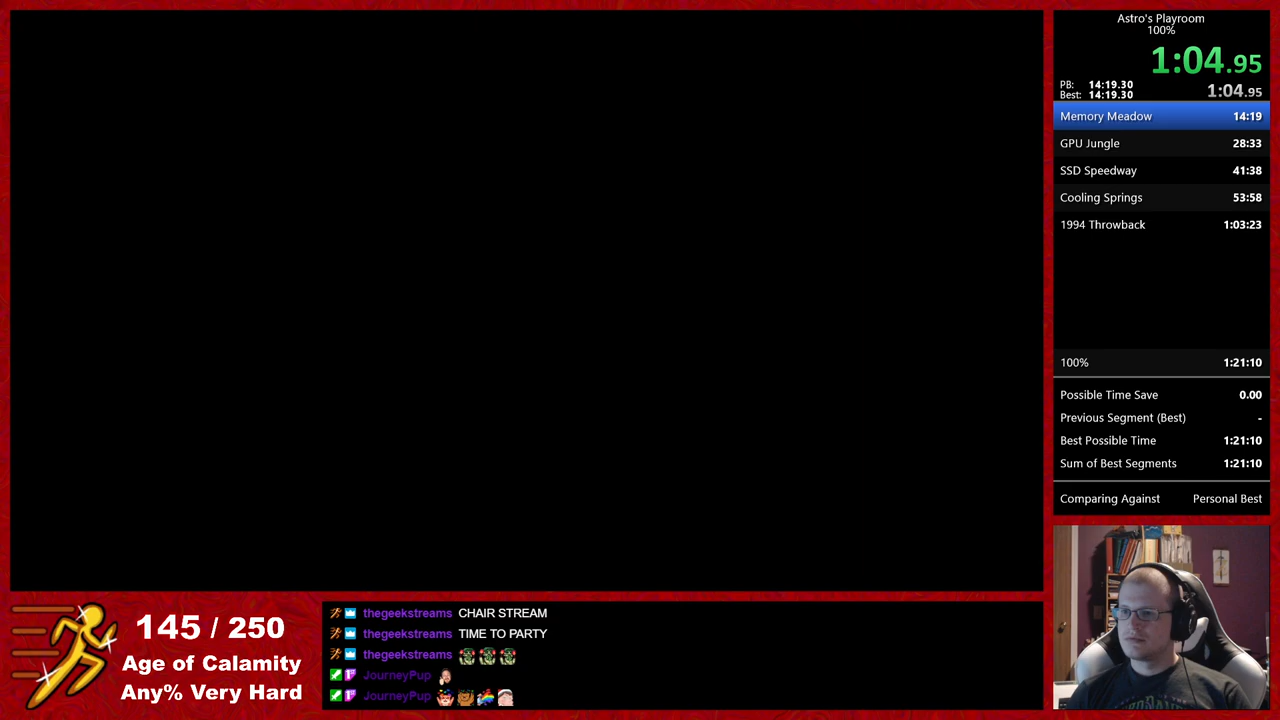 Astro's Playroom
100%
1:04.95
PB: 14:19.30
Best: 14:19.30
1:04.95
Memory Meadow 14:19
GPU Jungle 28:33
SSD Speedway 41:38
Cooling Springs 53:58
1994 Throwback 1:03:23
100% 1:21:10
Possible Time Save 0.00
Previous Segment (Best) -
Best Possible Time 1:21:10
Sum of Best Segments 1:21:10
Comparing Against Personal Best
145 / 250
Age of Calamity
Any% Very Hard
thegeekstreams CHAIR STREAM
thegeekstreams TIME TO PARTY
thegeekstreams
JourneyPup
JourneyPup